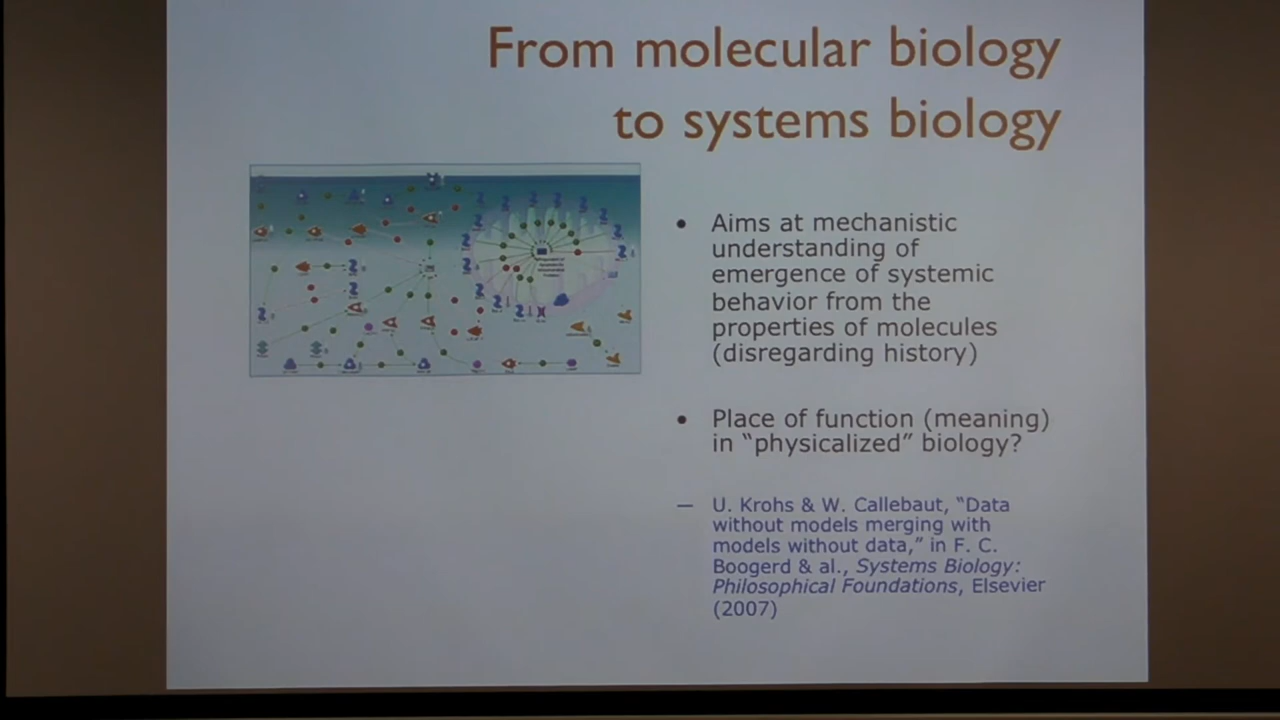 From molecular biology
to systems biology
• Aims at mechanistic
understanding of
emergence of systemic
behavior from the
properties of molecules
(disregarding history)
• Place of function (meaning)
in “physicalized” biology?
— U. Krohs & W. Callebaut, “Data
without models merging with
models without data,” in F. C.
Boogerd & al., Systems Biology:
Philosophical Foundations, Elsevier
(2007)